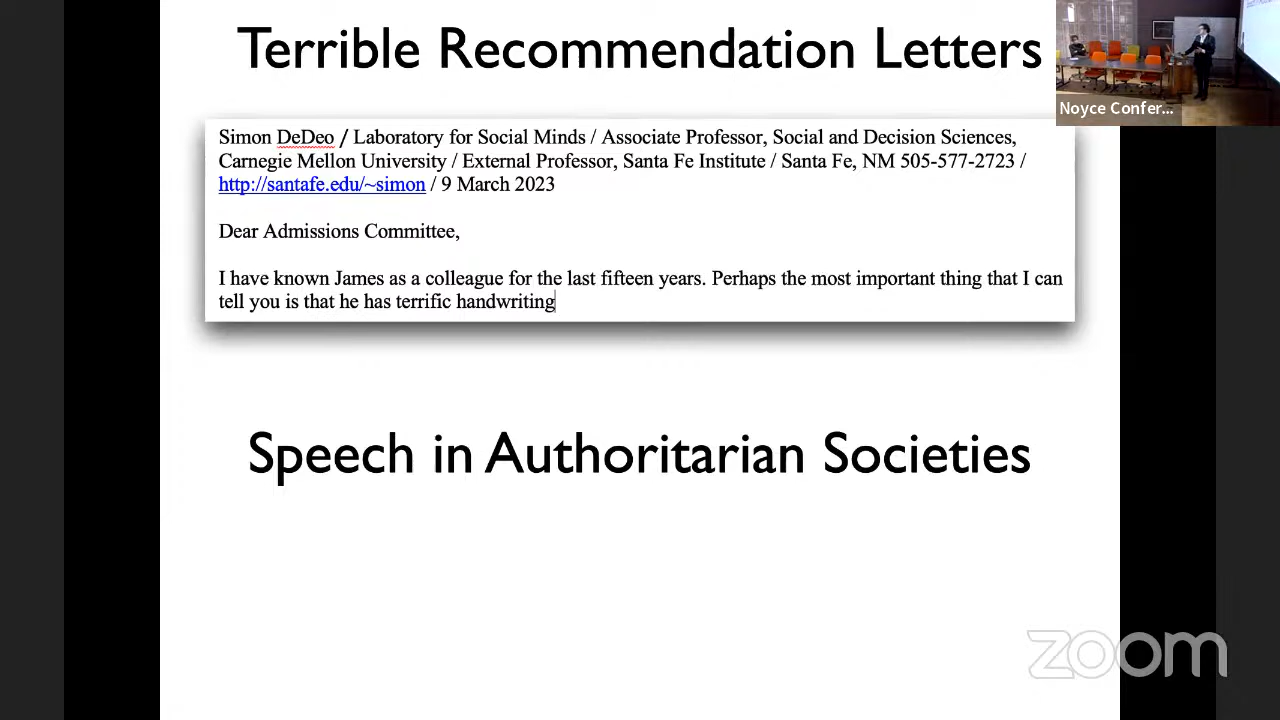 Terrible Recommendation Letters
Noyce Confer...
Simon DeDeo / Laboratory for Social Minds / Associate Professor, Social and Decision Sciences,
Carnegie Mellon University / External Professor, Santa Fe Institute / Santa Fe, NM 505-577-2723 /
http://santafe.edu/~simon / 9 March 2023
Dear Admissions Committee,
I have known James as a colleague for the last fifteen years. Perhaps the most important thing that I can
tell you is that he has terrific handwriting
Speech in Authoritarian Societies
zoom